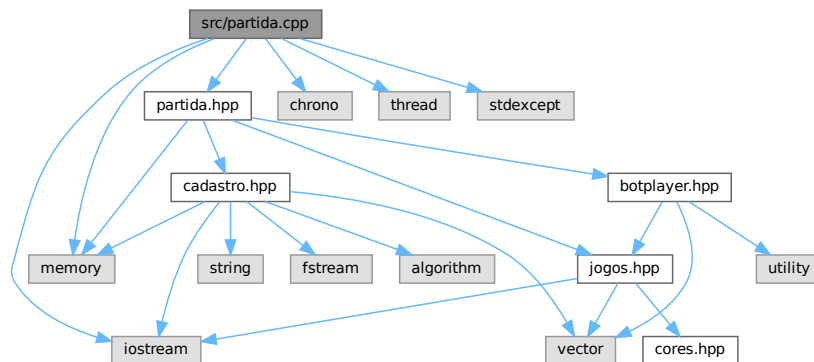 src/partida.cpp
partida.hpp
chrono
thread
stdexcept
cadastro.hpp
botplayer.hpp
memory
string
fstream
algorithm
jogos.hpp
utility
iostream
vector
cores.hpp